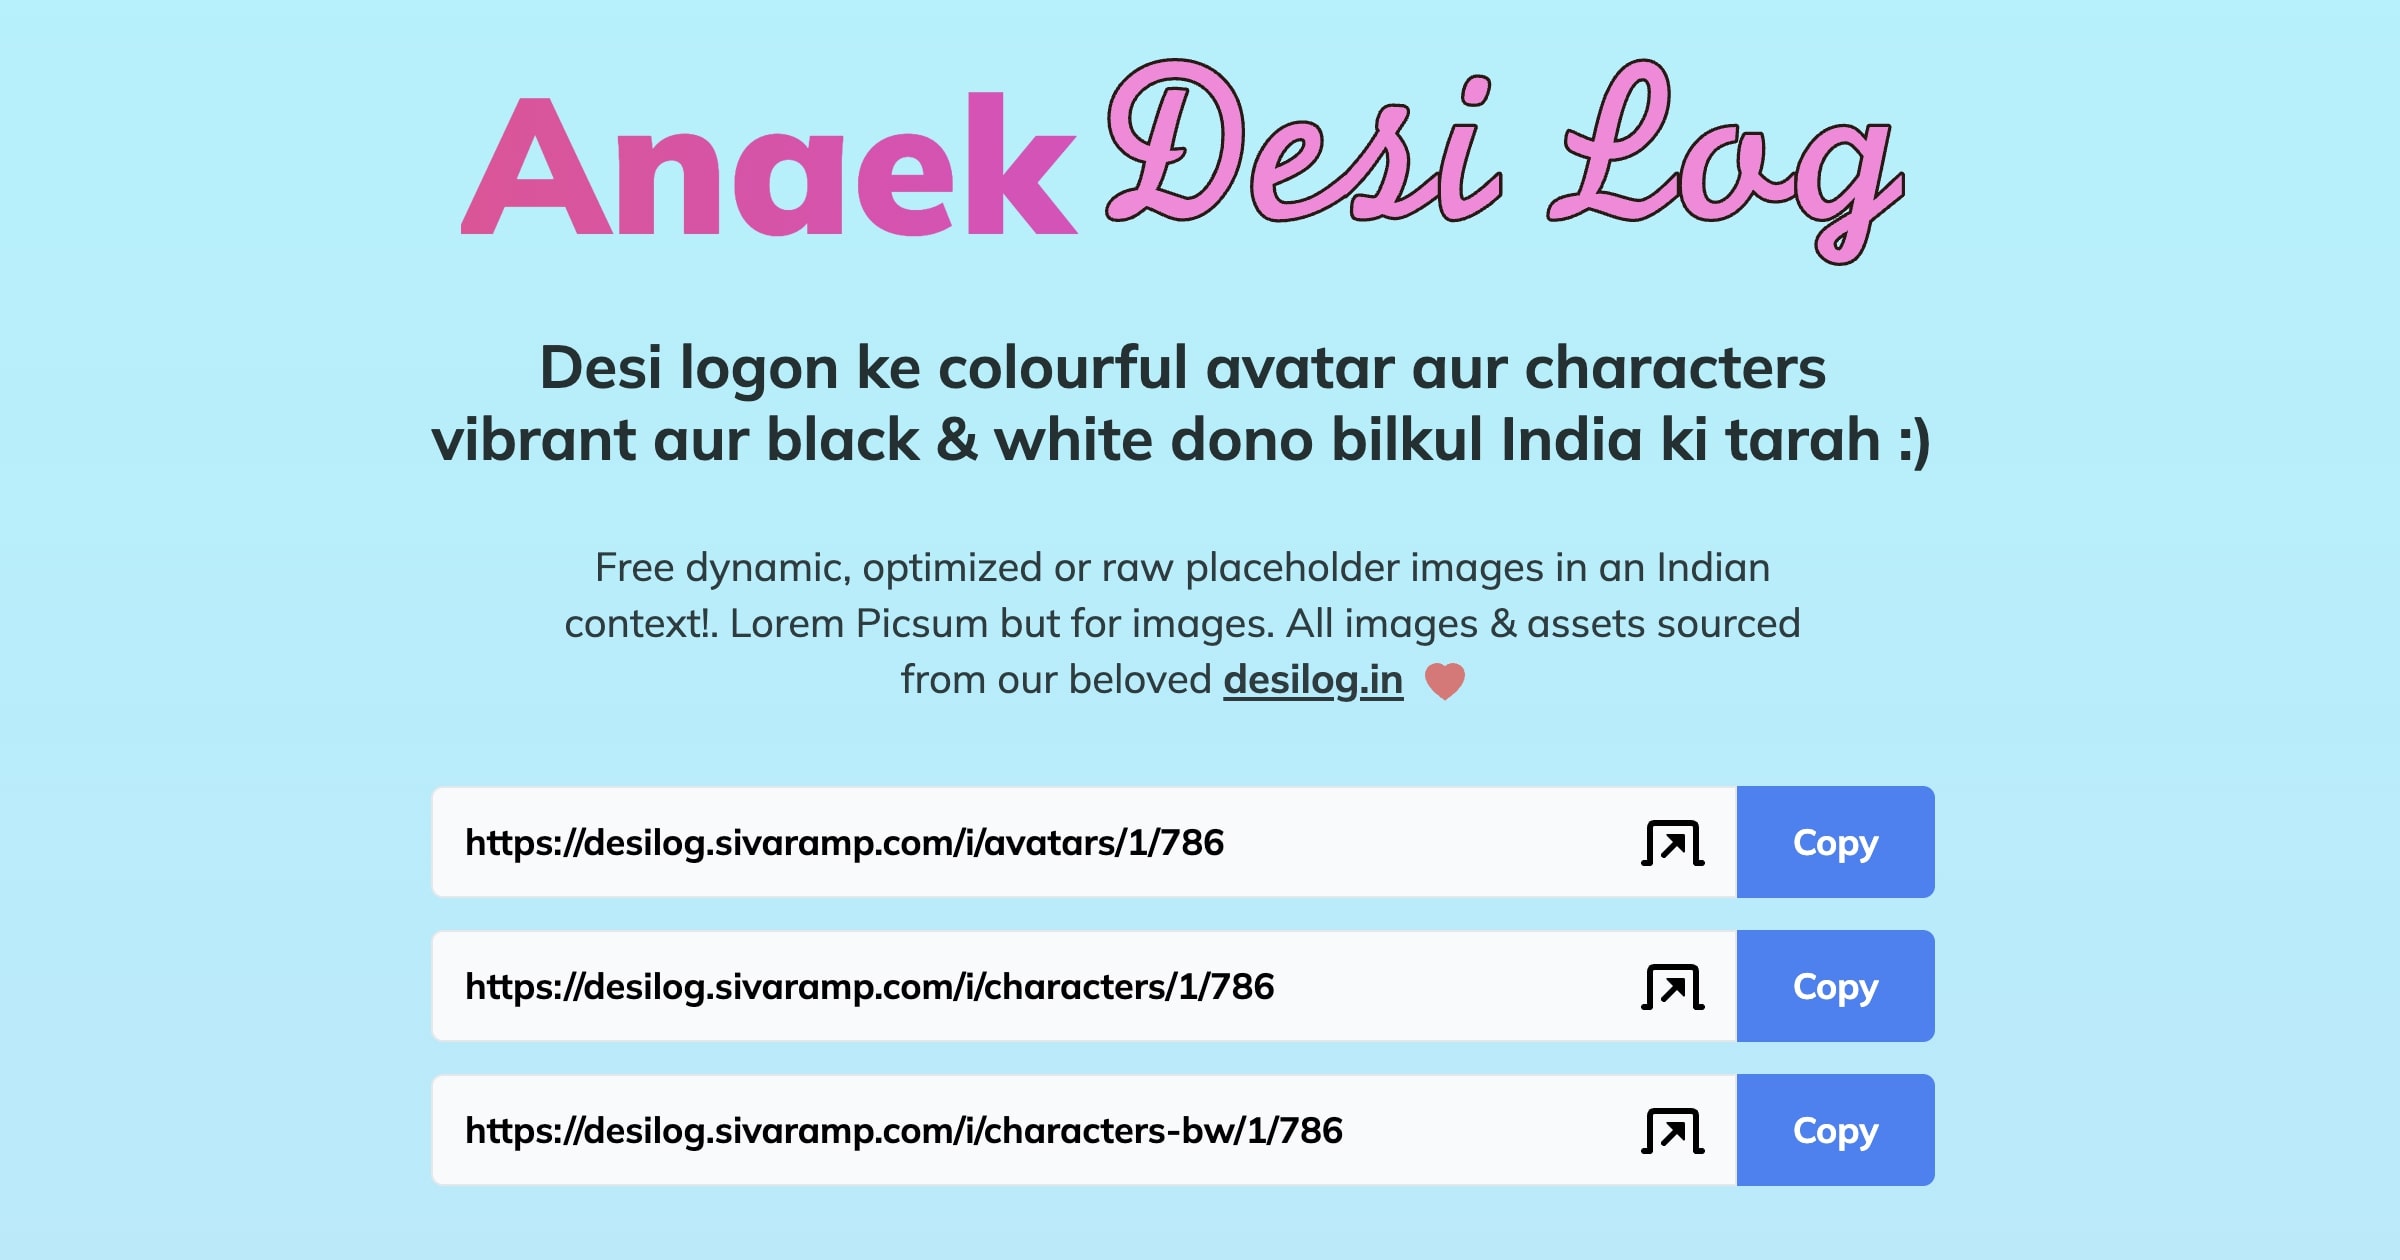 Anaek Desi Log
Desi logon ke colourful avatar aur characters
vibrant aur black & white dono bilkul India ki tarah :)
Free dynamic, optimized or raw placeholder images in an Indian
context!. Lorem Picsum but for images. All images & assets sourced
from our beloved desilog.in
https://desilog.sivaramp.com/i/avatars/1/786 Copy
https://desilog.sivaramp.com/i/characters/1/786 Copy
https://desilog.sivaramp.com/i/characters-bw/1/786 Copy